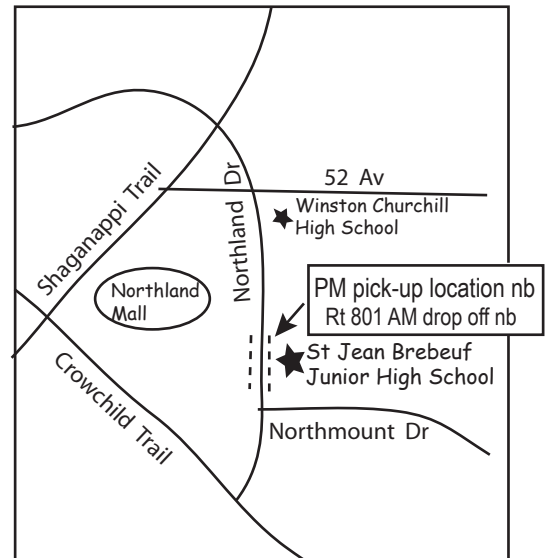 52 Av
Winston Churchill
High School
Shaganappi Trail
Northland Dr
Northland
Mall
PM pick-up location nb
Rt 801 AM drop off nb
St Jean Brebeuf
Junior High School
Crowchild Trail
Northmount Dr